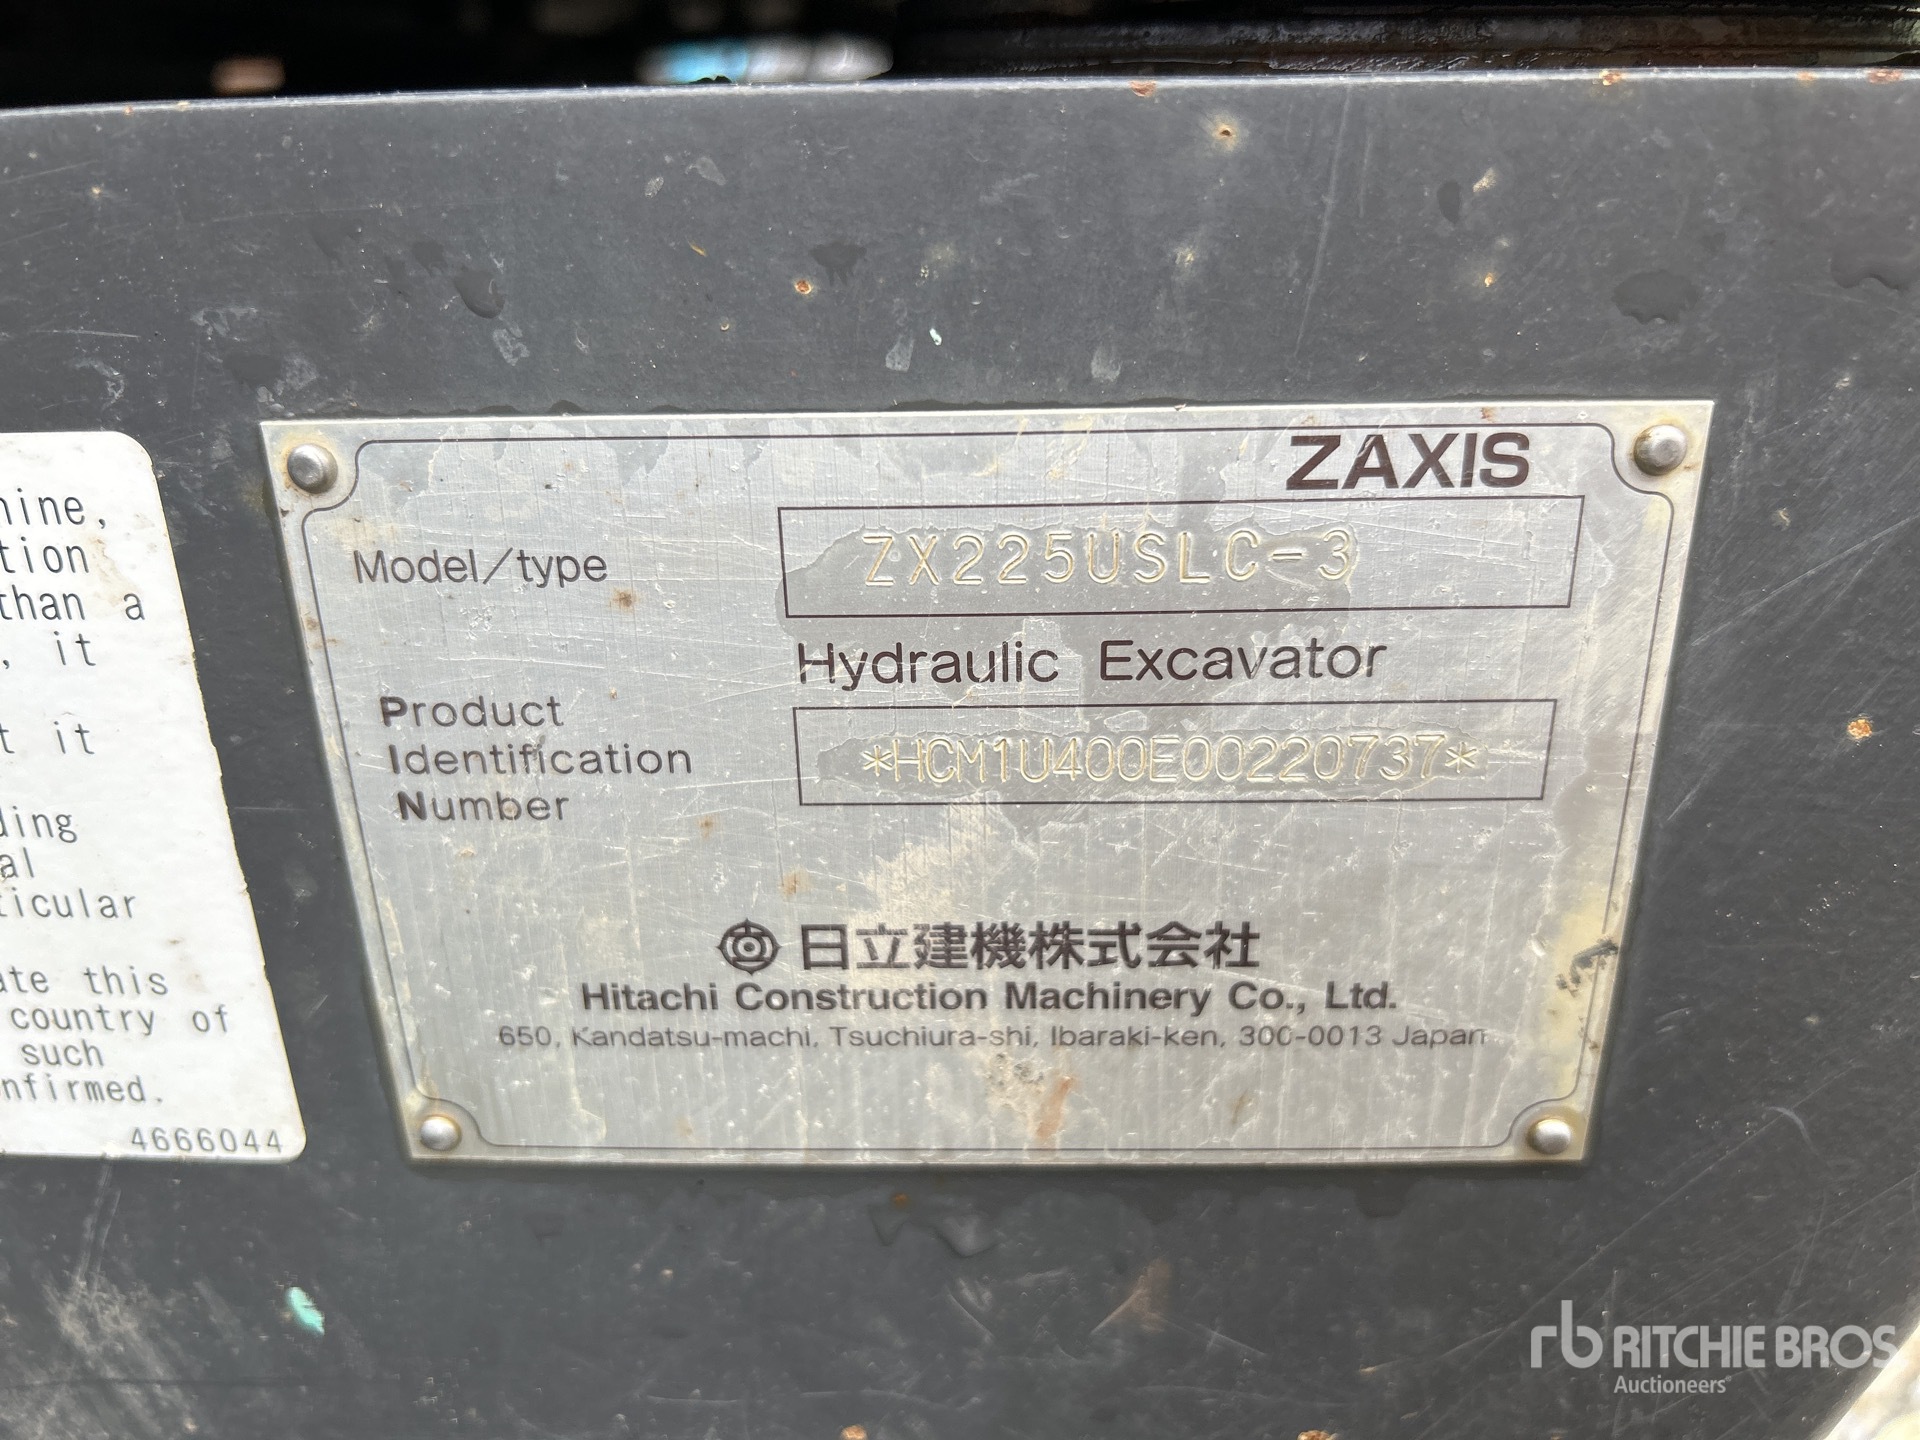 hine,
tion
than a
, it
t it
ding
al
ticular
ate this
country of
such
nfirmed.
4666044
ZAXIS
Model/type ZX225USLC-3
Hydraulic Excavator
Product
Identification
Number
*HCM1U400E00220737*
日立建機株式会社
Hitachi Construction Machinery Co., Ltd.
650, Kandatsu-machi, Tsuchiura-shi, Ibaraki-ken, 300-0013 Japan
rb RITCHIE BROS
Auctioneers